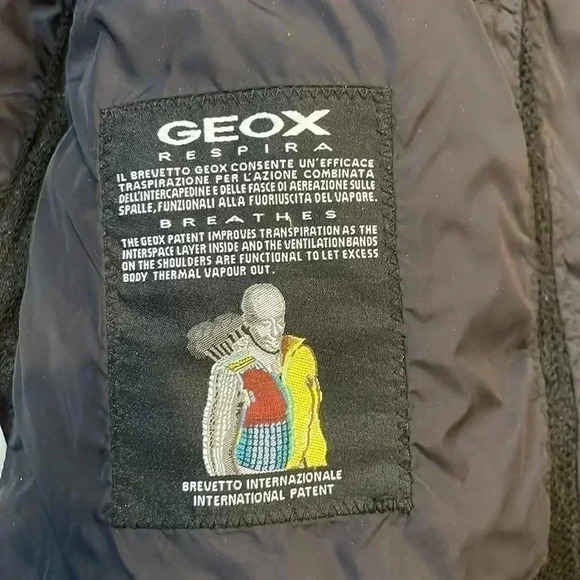 GEOX
RESPIRA
IL BREVETTO GEOX CONSENTE UN'EFFICACE
TRASPIRAZIONE PER L'AZIONE COMBINATA
DELL'INTERCAPEDINE E DELLE FASCE DI AEREAZIONE SULLE
SPALLE, FUNZIONALI ALLA FUORIUSCITA DEL VAPORE.
BREATHES
THE GEOX PATENT IMPROVES TRANSPIRATION AS THE
INTERSPACE LAYER INSIDE AND THE VENTILATION BANDS
ON THE SHOULDERS ARE FUNCTIONAL TO LET EXCESS
BODY THERMAL VAPOUR OUT.
BREVETTO INTERNAZIONALE
INTERNATIONAL PATENT